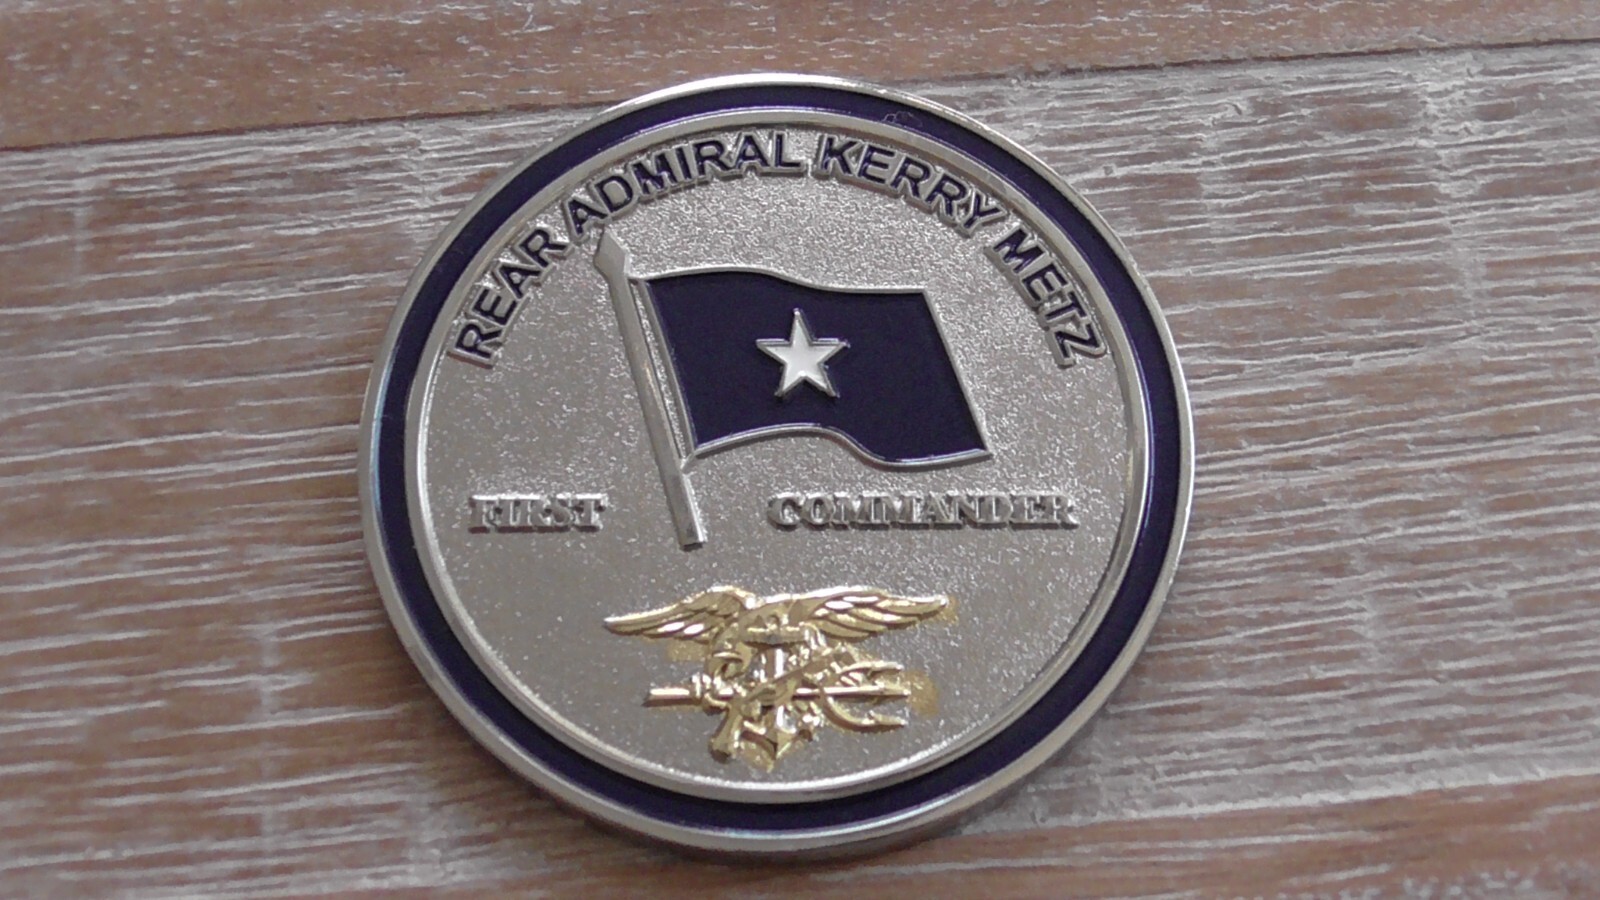 REAR ADMIRAL KERRY METZ
FIRST COMMANDER